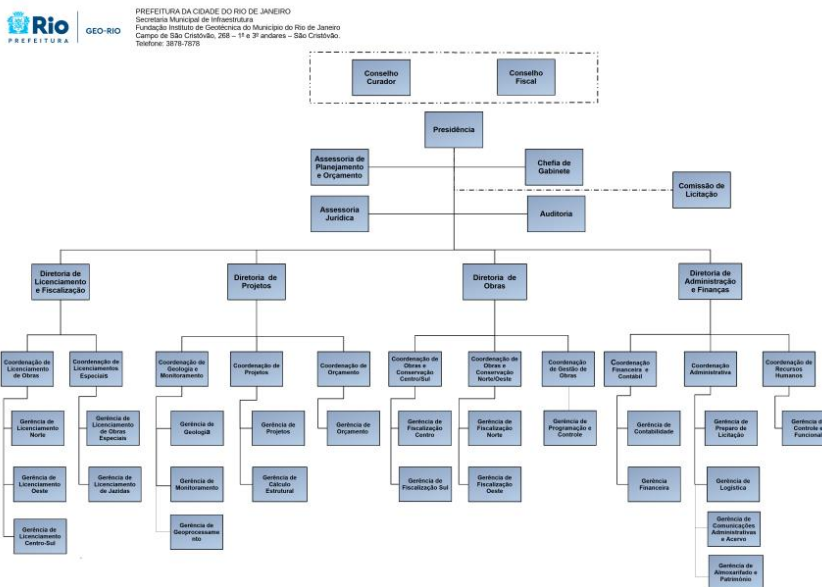 PREFEITURA DA CIDADE DO RIO DE JANEIRO
Secretaria Municipal de Infraestrutura
Fundação Instituto de Geotécnica do Município do Rio de Janeiro
Campo de São Cristóvão, 268 – 1º e 3º andares – São Cristóvão.
Telefone: 3878-7878
Rio
PREFEITURA
GEO-RIO
Conselho
Curador
Conselho
Fiscal
Presidência
Assessoria de
Planejamento
e Orçamento
Chefia de
Gabinete
Comissão de
Licitação
Assessoria
Jurídica
Auditoria
Diretoria de
Licenciamento
e Fiscalização
Diretoria de
Projetos
Diretoria de
Obras
Diretoria de
Administração
e Finanças
Coordenação de
Licenciamento
de Obras
Coordenação de
Licenciamentos
Especiais
Coordenação de
Geologia e
Monitoramento
Coordenação de
Projetos
Coordenação de
Orçamento
Coordenação de
Obras e
Conservação
Centro/Sul
Coordenação de
Obras e
Conservação
Norte/Oeste
Coordenação
de Gestão de
Obras
Coordenação
Financeira e
Contábil
Coordenação
Administrativa
Coordenação de
Recursos
Humanos
Gerência de
Licenciamento
Norte
Gerência de
Licenciamento
de Obras
Especiais
Gerência de
Geologia
Gerência de
Projetos
Gerência de
Orçamento
Gerência de
Fiscalização
Centro
Gerência de
Fiscalização
Norte
Gerência de
Programação e
Controle
Gerência de
Contabilidade
Gerência de
Preparo de
Licitação
Gerência de
Controle e
Funcional
Gerência de
Licenciamento
Oeste
Gerência de
Licenciamento
de Jazidas
Gerência de
Monitoramento
Gerência de
Cálculo
Estrutural
Gerência de
Fiscalização Sul
Gerência de
Fiscalização
Oeste
Gerência
Financeira
Gerência de
Logística
Gerência de
Licenciamento
Centro-Sul
Gerência de
Geoprocessame
nto
Gerência de
Comunicações
Administrativas
e Acervo
Gerência de
Almoxarifado e
Patrimônio